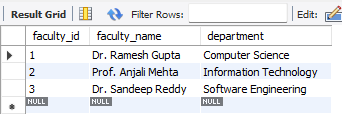 Result Grid Filter Rows: Edit:
faculty_id faculty_name department
1 Dr. Ramesh Gupta Computer Science
2 Prof. Anjali Mehta Information Technology
3 Dr. Sandeep Reddy Software Engineering
NULL NULL NULL